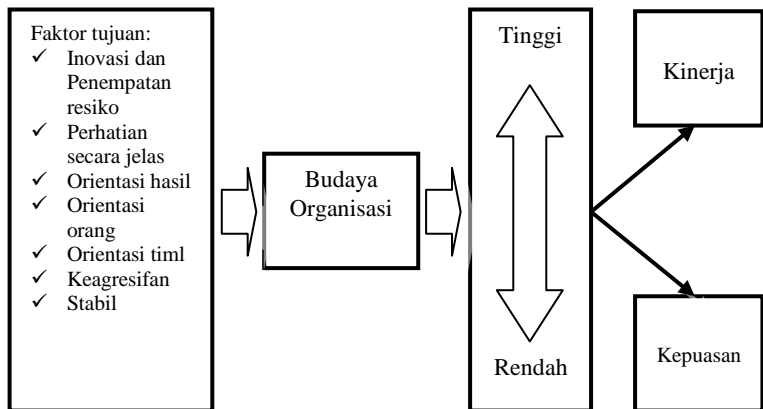 Faktor tujuan:
✓ Inovasi dan
Penempatan
resiko
✓ Perhatian
secara jelas
✓ Orientasi hasil
✓ Orientasi
orang
✓ Orientasi timl
✓ Keagresifan
✓ Stabil
Budaya
Organisasi
Tinggi
Rendah
Kinerja
Kepuasan